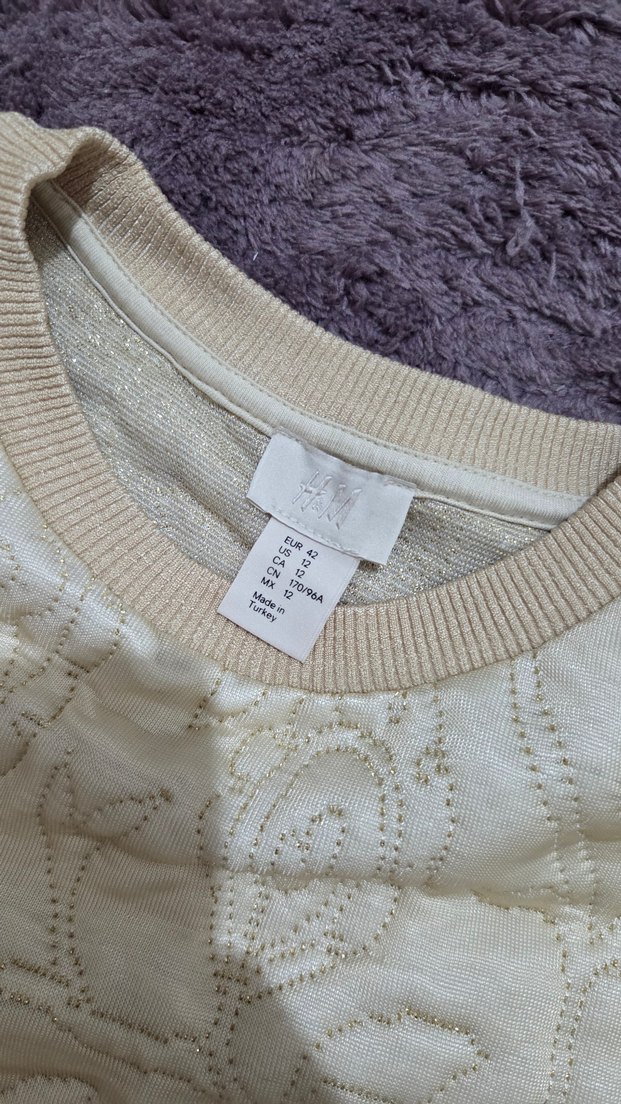 H&M
EUR 42
US 12
CA 12
CN 170/96A
MX 12
Made in
Turkey